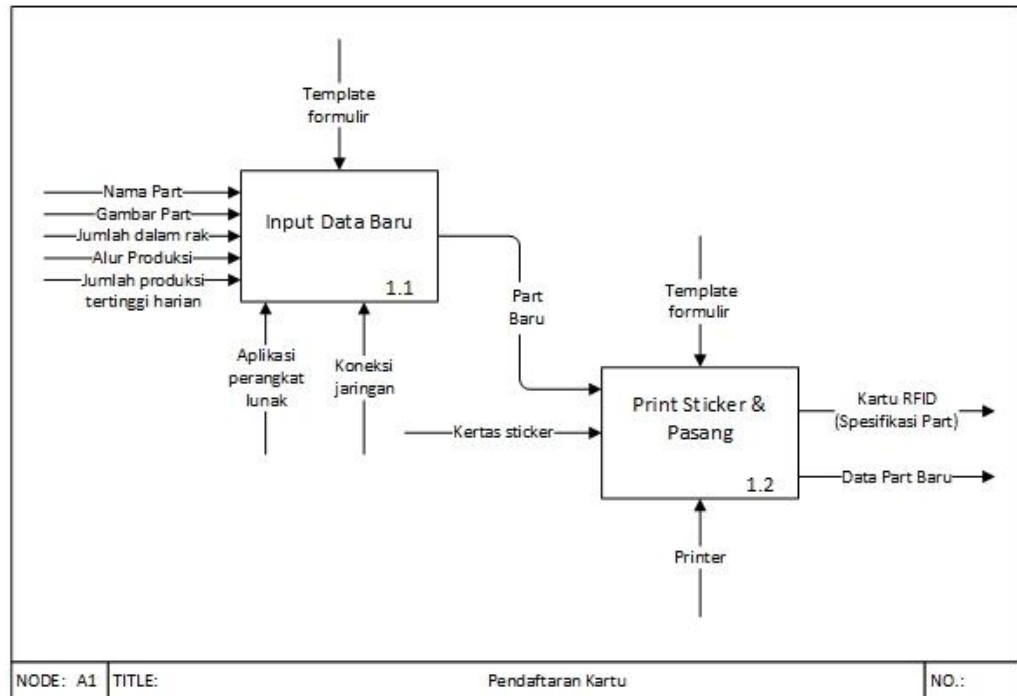 Template
formulir
Nama Part
Gambar Part
Jumlah dalam rak
Alur Produksi
Jumlah produksi
tertinggi harian
Input Data Baru
1.1
Aplikasi
perangkat
lunak
Koneksi
jaringan
Part
Baru
Template
formulir
Kertas sticker
Print Sticker &
Pasang
1.2
Kartu RFID
(Spesifikasi Part)
Data Part Baru
Printer
NODE: A1
TITLE:
Pendaftaran Kartu
NO.: